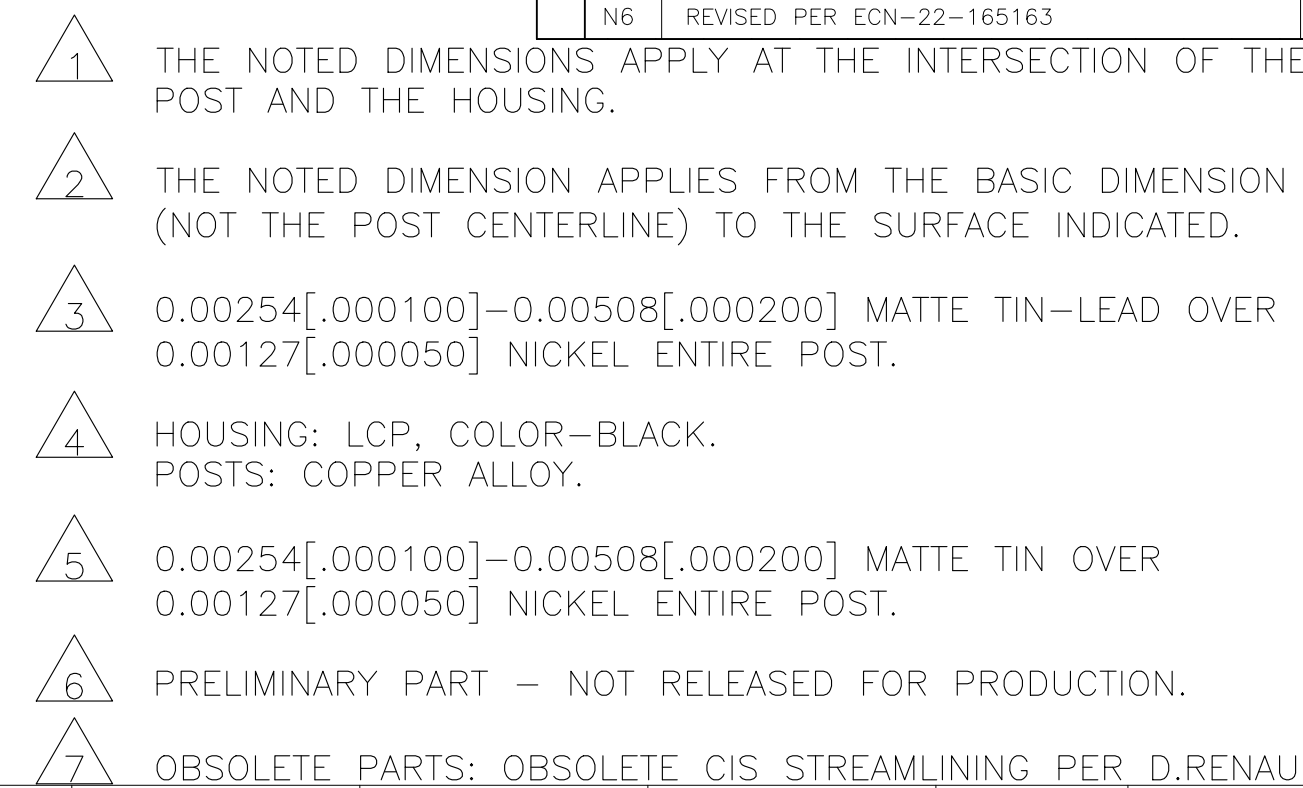 N6 REVISED PER ECN-22-165163
1 THE NOTED DIMENSIONS APPLY AT THE INTERSECTION OF THE
POST AND THE HOUSING.
2 THE NOTED DIMENSION APPLIES FROM THE BASIC DIMENSION
(NOT THE POST CENTERLINE) TO THE SURFACE INDICATED.
3 0.00254[.000100]-0.00508[.000200] MATTE TIN-LEAD OVER
0.00127[.000050] NICKEL ENTIRE POST.
4 HOUSING: LCP, COLOR-BLACK.
POSTS: COPPER ALLOY.
5 0.00254[.000100]-0.00508[.000200] MATTE TIN OVER
0.00127[.000050] NICKEL ENTIRE POST.
6 PRELIMINARY PART - NOT RELEASED FOR PRODUCTION.
7 OBSOLETE PARTS: OBSOLETE CIS STREAMLINING PER D.RENAU